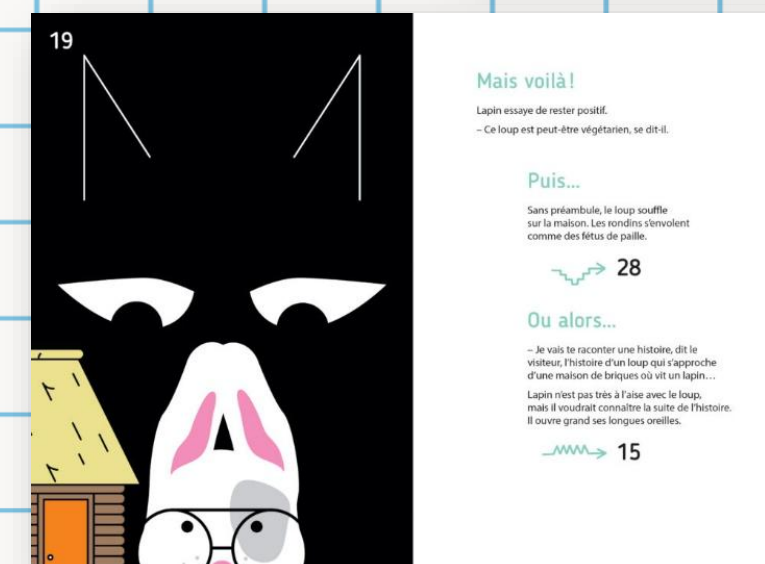 19
Mais voilà !
Lapin essaye de rester positif.
– Ce loup est peut-être végétarien, se dit-il.
Puis...
Sans préambule, le loup souffle
sur la maison. Les rondins s’envolent
comme des fétus de paille.
28
Ou alors...
– Je vais te raconter une histoire, dit le
visiteur, l’histoire d’un loup qui s’approche
d’une maison de briques où vit un lapin…
Lapin n’est pas très à l’aise avec le loup,
mais il voudrait connaître la suite de l’histoire.
Il ouvre grand ses longues oreilles.
15